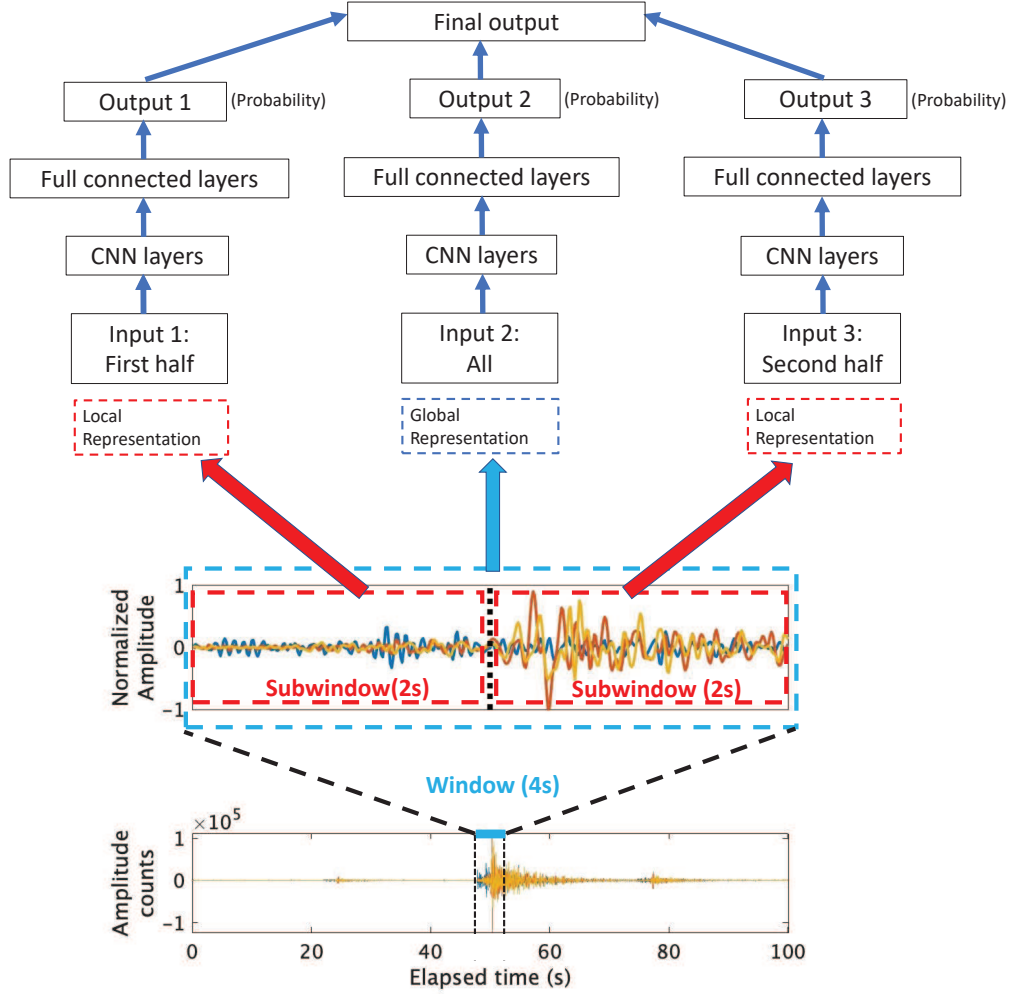 Final output
Output 1
(Probability)
Output 2
(Probability)
Output 3
(Probability)
Full connected layers
Full connected layers
Full connected layers
CNN layers
CNN layers
CNN layers
Input 1:
First half
Input 2:
All
Input 3:
Second half
Local
Representation
Global
Representation
Local
Representation
Normalized
Amplitude
1
0
−1
Subwindow(2s)
Subwindow (2s)
Window (4s)
×10^5
Amplitude
counts
1
0
-1
0
20
40
60
80
100
Elapsed time (s)